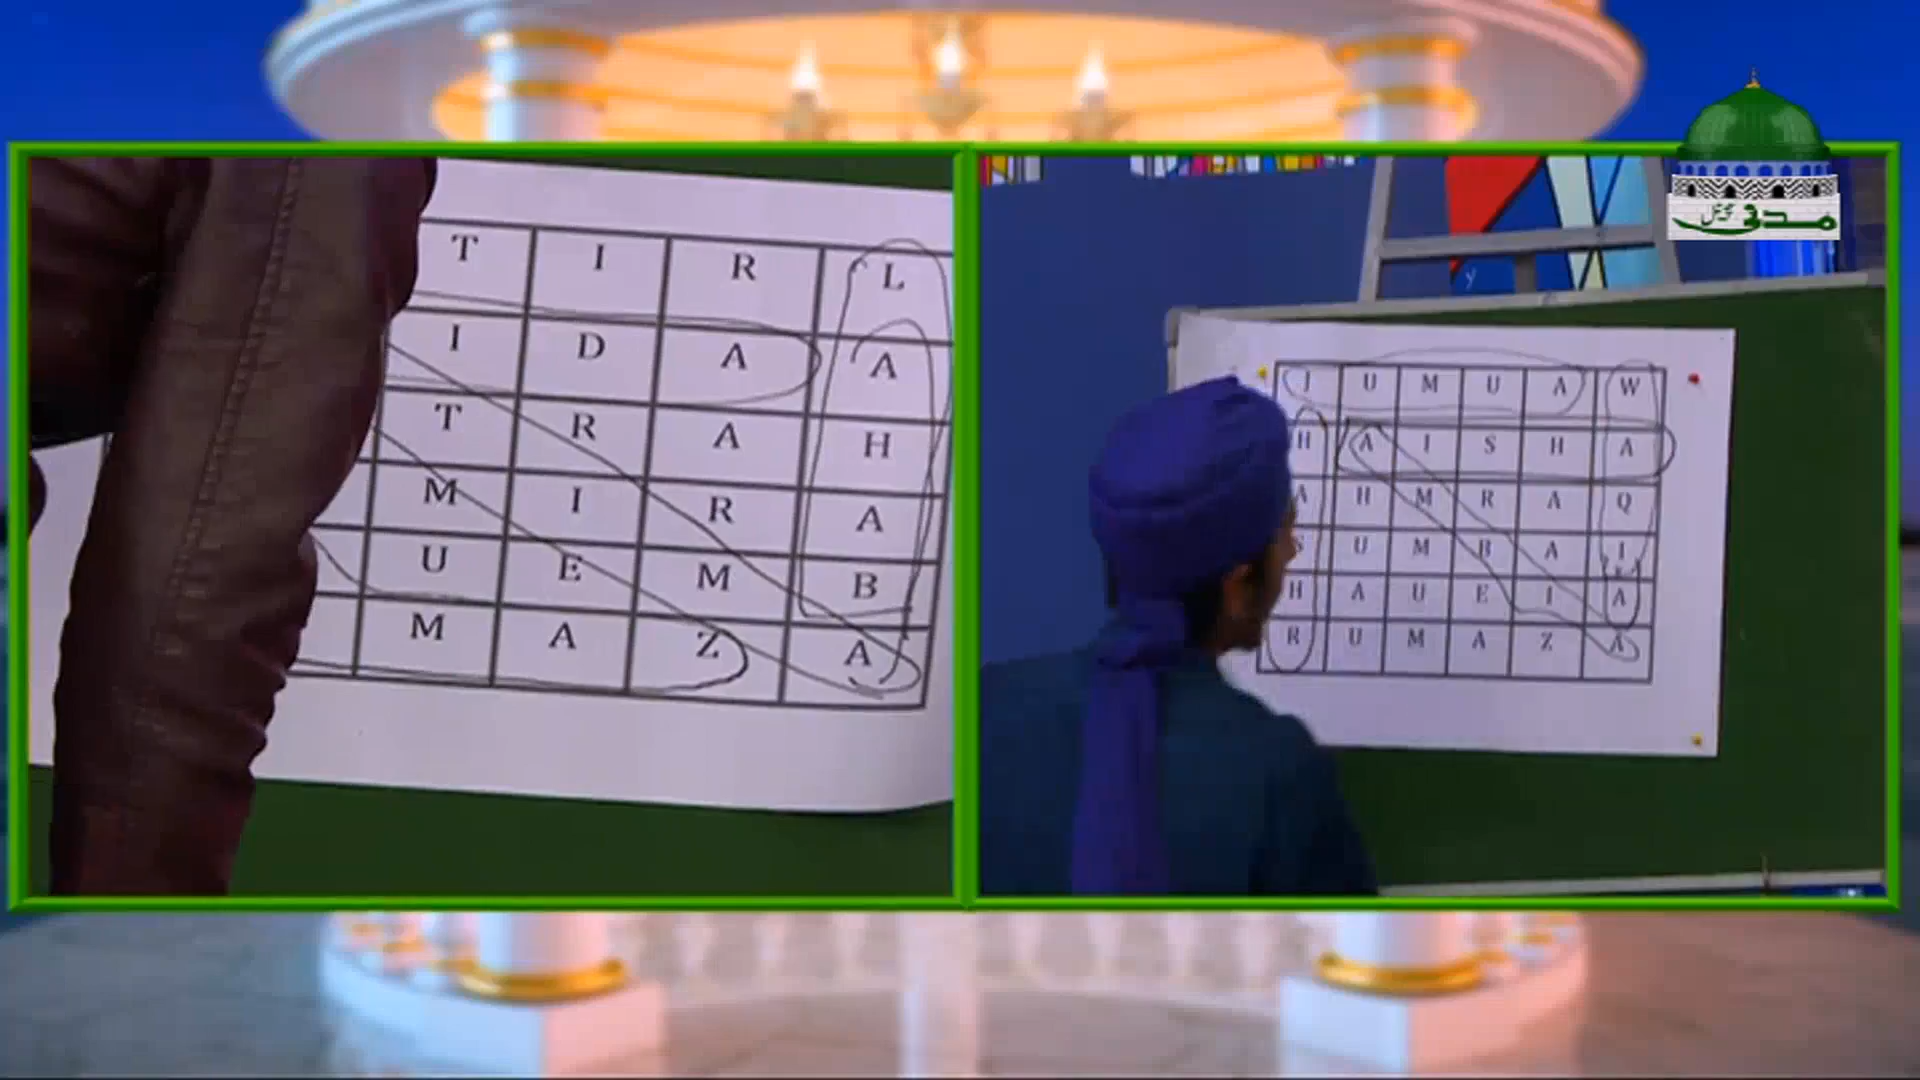 T I R L
I D A A
T R A H
M I R A
U E M B
M A Z A
J U M U A W
H A I S H A
A H M R A Q
S U M B A I
H A U E I A
R U M A Z A
مدنی چینل